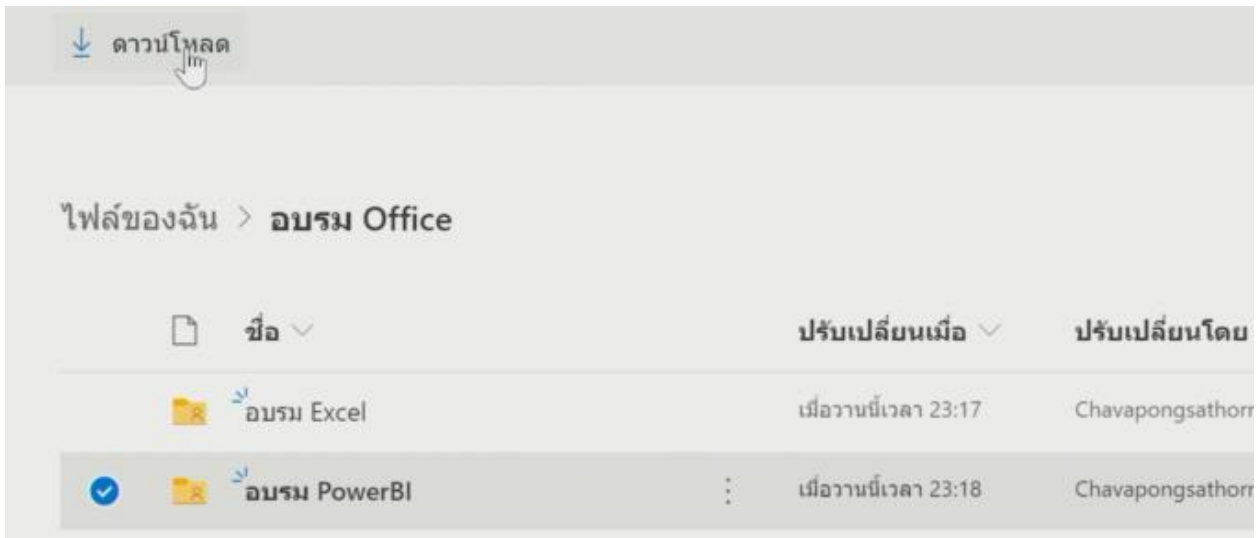 ดาวน์โหลด
ไฟล์ของฉัน > อบรม Office
ชื่อ ปรับเปลี่ยนเมื่อ ปรับเปลี่ยนโดย
อบรม Excel เมื่อวานนี้เวลา 23:17 Chavapongsathorn
อบรม PowerBI เมื่อวานนี้เวลา 23:18 Chavapongsathorn